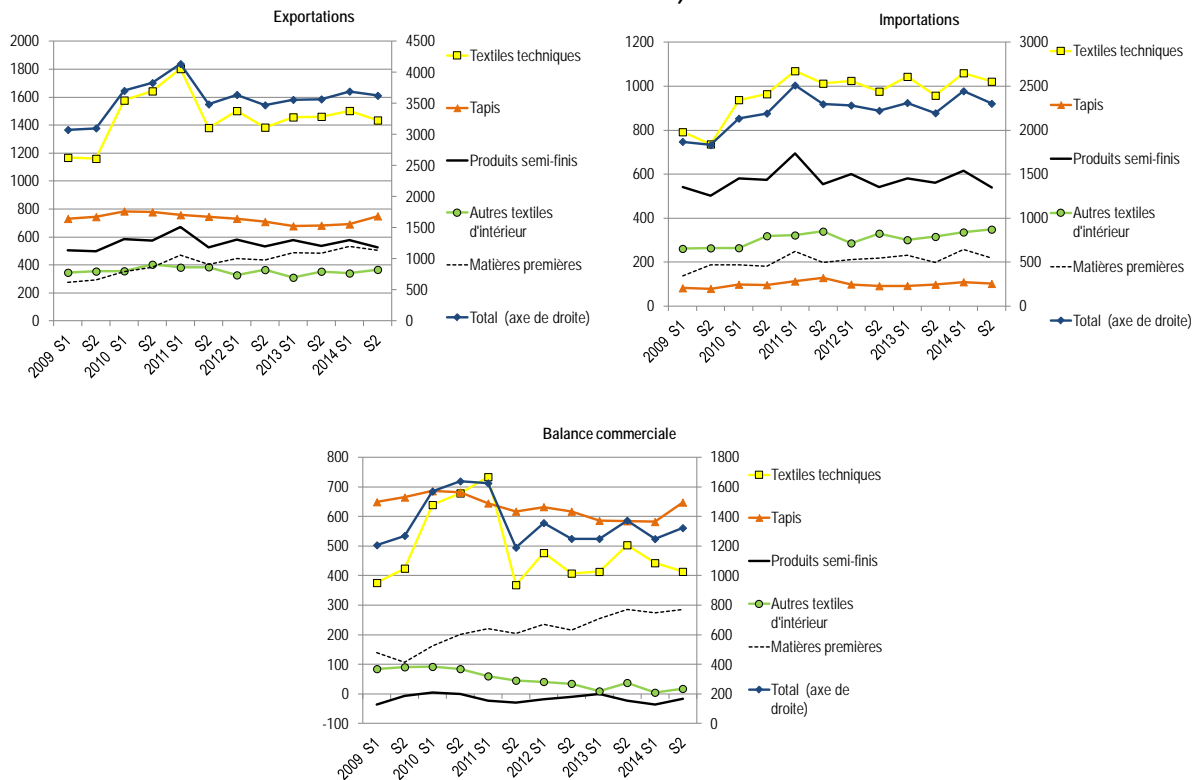 Exportations
2000
1800
1600
1400
1200
1000
800
600
400
200
0
4500
4000
3500
3000
2500
2000
1500
1000
500
0
2009 S1
S2
2010 S1
S2
2011 S1
S2
2012 S1
S2
2013 S1
S2
2014 S1
S2
Textiles techniques
Tapis
Produits semi-finis
Autres textiles
d'intérieur
Matières premières
Total (axe de droite)
Importations
1200
1000
800
600
400
200
0
3000
2500
2000
1500
1000
500
0
2009 S1
S2
2010 S1
S2
2011 S1
S2
2012 S1
S2
2013 S1
S2
2014 S1
S2
Textiles techniques
Tapis
Produits semi-finis
Autres textiles
d'intérieur
Matières premières
Total (axe de droite)
Balance commerciale
800
700
600
500
400
300
200
100
0
-100
1800
1600
1400
1200
1000
800
600
400
200
0
2009 S1
S2
2010 S1
S2
2011 S1
S2
2012 S1
S2
2013 S1
S2
2014 S1
S2
Textiles techniques
Tapis
Produits semi-finis
Autres textiles
d'intérieur
Matières premières
Total (axe de
droite)